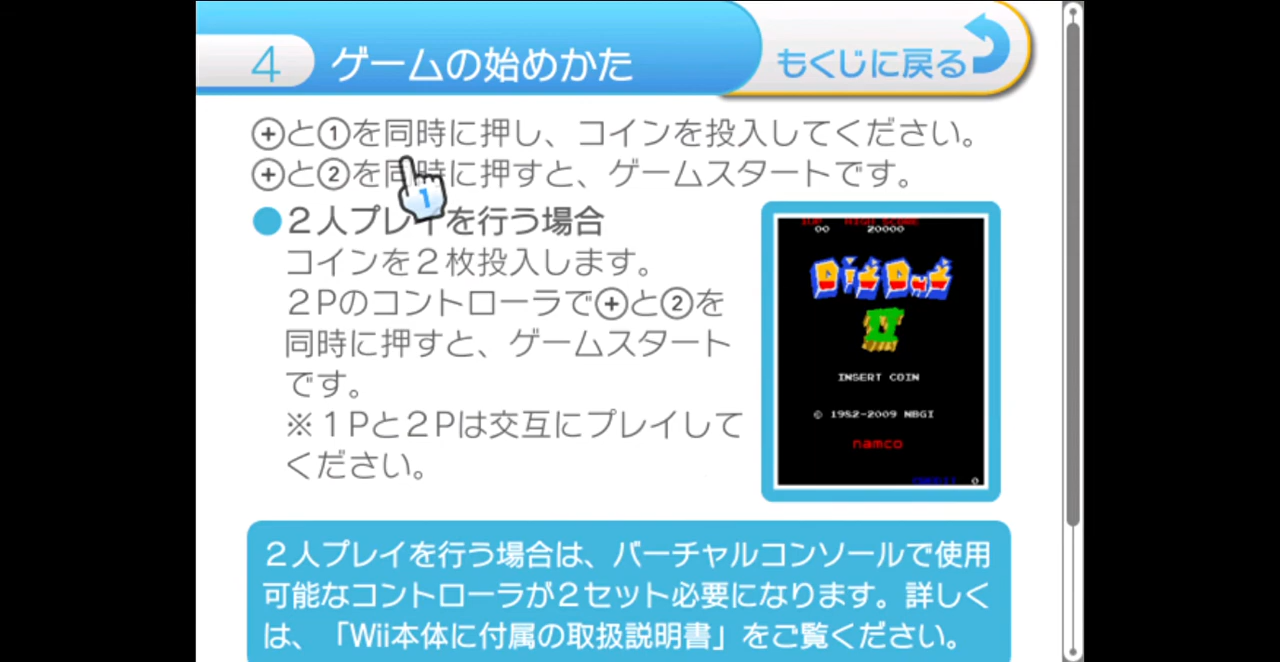 4 ゲームの始めかた
もくじに戻る
⊕と①を同時に押し、コインを投入してください。
⊕と②を同時に押すと、ゲームスタートです。
1
●２人プレイを行う場合
コインを２枚投入します。
２Pのコントローラで⊕と②を
同時に押すと、ゲームスタート
です。
※１Pと２Pは交互にプレイして
ください。
1UP HIGH SCORE
00 20000
DigDug
II
INSERT COIN
© 1982-2009 NBGI
namco
CREDIT 0
２人プレイを行う場合は、バーチャルコンソールで使用
可能なコントローラが２セット必要になります。詳しく
は、「Wii本体に付属の取扱説明書」をご覧ください。